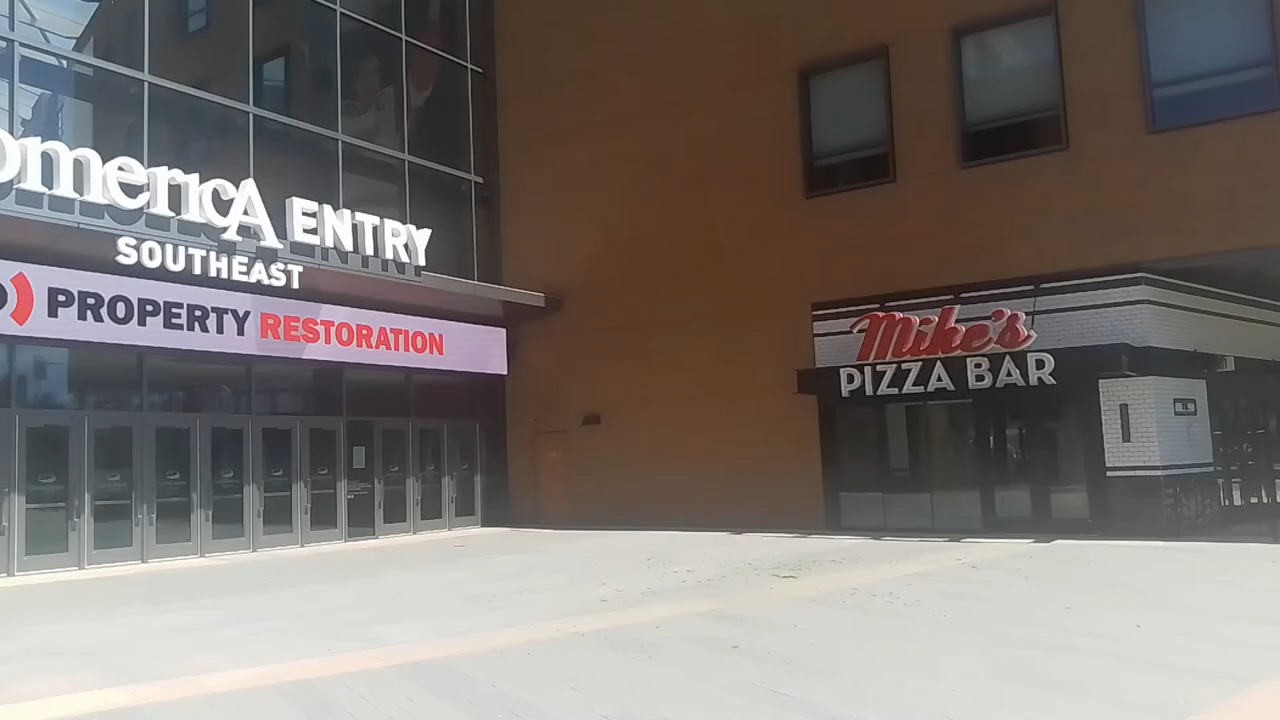 omericA ENTRY
SOUTHEAST
PROPERTY RESTORATION
Mike's
PIZZA BAR